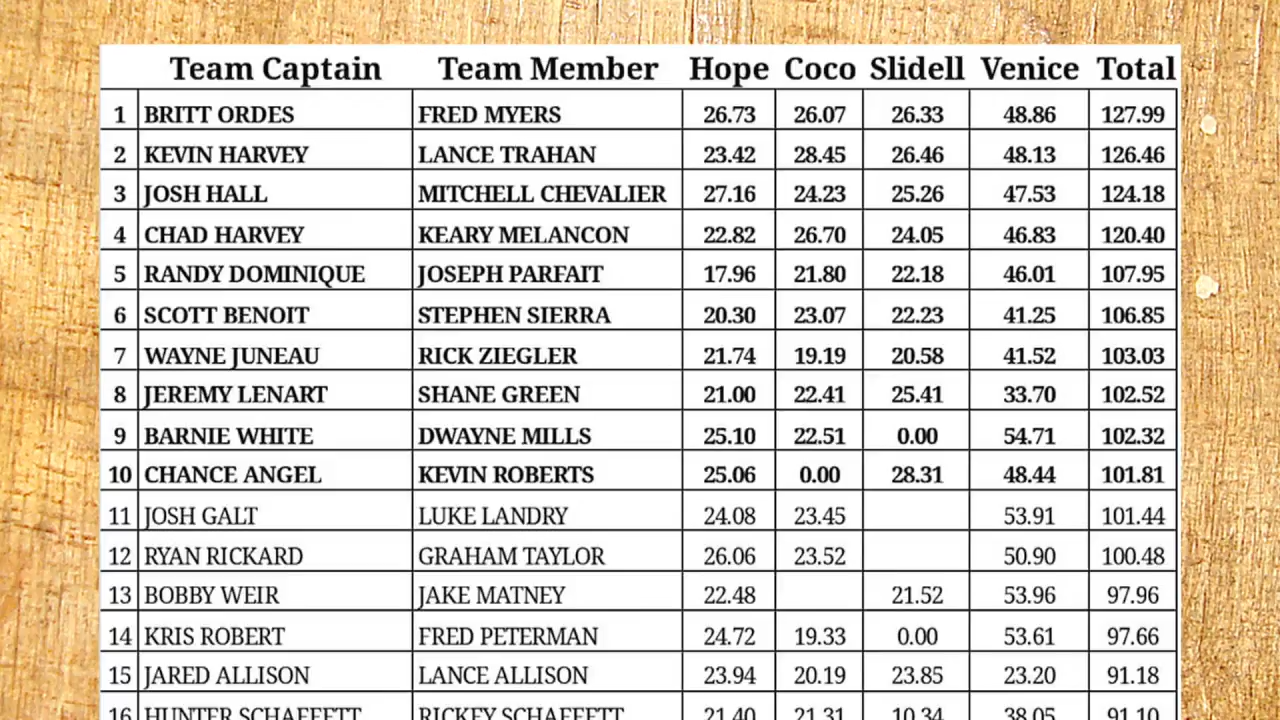 Team Captain Team Member Hope Coco Slidell Venice Total
1 BRITT ORDES FRED MYERS 26.73 26.07 26.33 48.86 127.99
2 KEVIN HARVEY LANCE TRAHAN 23.42 28.45 26.46 48.13 126.46
3 JOSH HALL MITCHELL CHEVALIER 27.16 24.23 25.26 47.53 124.18
4 CHAD HARVEY KEARY MELANCON 22.82 26.70 24.05 46.83 120.40
5 RANDY DOMINIQUE JOSEPH PARFAIT 17.96 21.80 22.18 46.01 107.95
6 SCOTT BENOIT STEPHEN SIERRA 20.30 23.07 22.23 41.25 106.85
7 WAYNE JUNEAU RICK ZIEGLER 21.74 19.19 20.58 41.52 103.03
8 JEREMY LENART SHANE GREEN 21.00 22.41 25.41 33.70 102.52
9 BARNIE WHITE DWAYNE MILLS 25.10 22.51 0.00 54.71 102.32
10 CHANCE ANGEL KEVIN ROBERTS 25.06 0.00 28.31 48.44 101.81
11 JOSH GALT LUKE LANDRY 24.08 23.45 53.91 101.44
12 RYAN RICKARD GRAHAM TAYLOR 26.06 23.52 50.90 100.48
13 BOBBY WEIR JAKE MATNEY 22.48 21.52 53.96 97.96
14 KRIS ROBERT FRED PETERMAN 24.72 19.33 0.00 53.61 97.66
15 JARED ALLISON LANCE ALLISON 23.94 20.19 23.85 23.20 91.18
16 HUNTER SCHAFFETT RICKEY SCHAFFETT 21.40 21.31 10.34 38.05 91.10